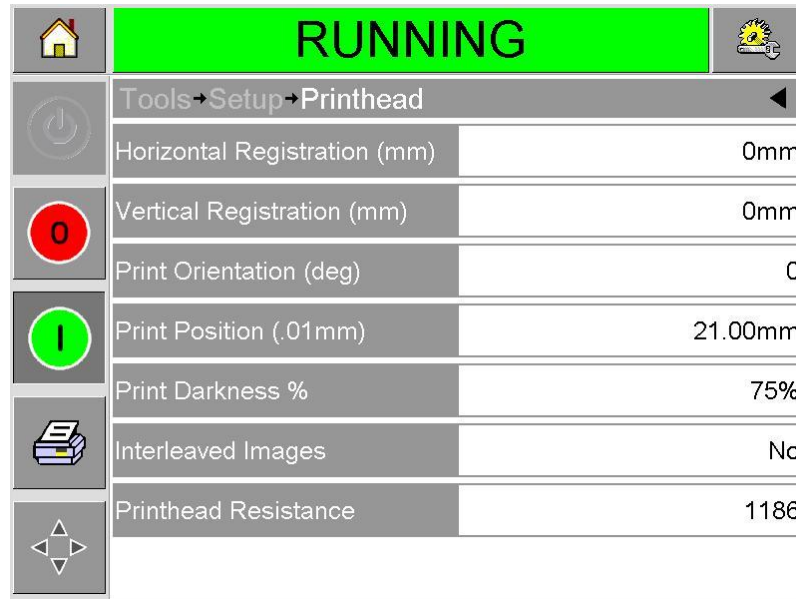 RUNNING
Tools→Setup→Printhead
Horizontal Registration (mm) 0mm
Vertical Registration (mm) 0mm
Print Orientation (deg) 0
Print Position (.01mm) 21.00mm
Print Darkness % 75%
Interleaved Images No
Printhead Resistance 1186
0
I